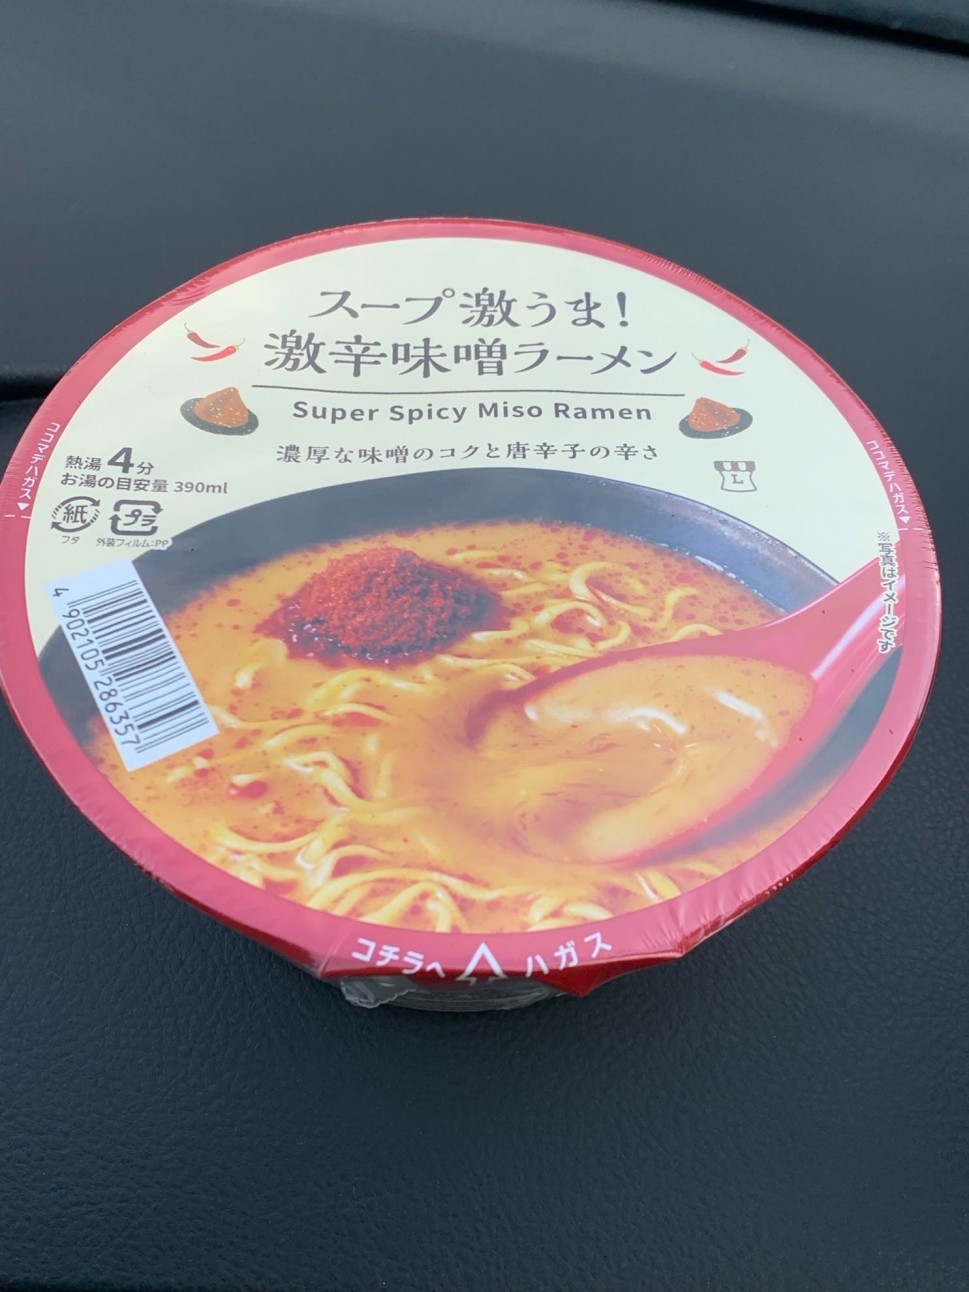 スープ激うま!
激辛味噌ラーメン
Super Spicy Miso Ramen
濃厚な味噌のコクと唐辛子の辛さ
L
熱湯4分
お湯の目安量 390ml
紙
フタ
プラ
外装フィルム:PP
4 902105 286357
ココマデハガス▼
ココマデハガス▼
※写真はイメージです
コチラヘ ハガス